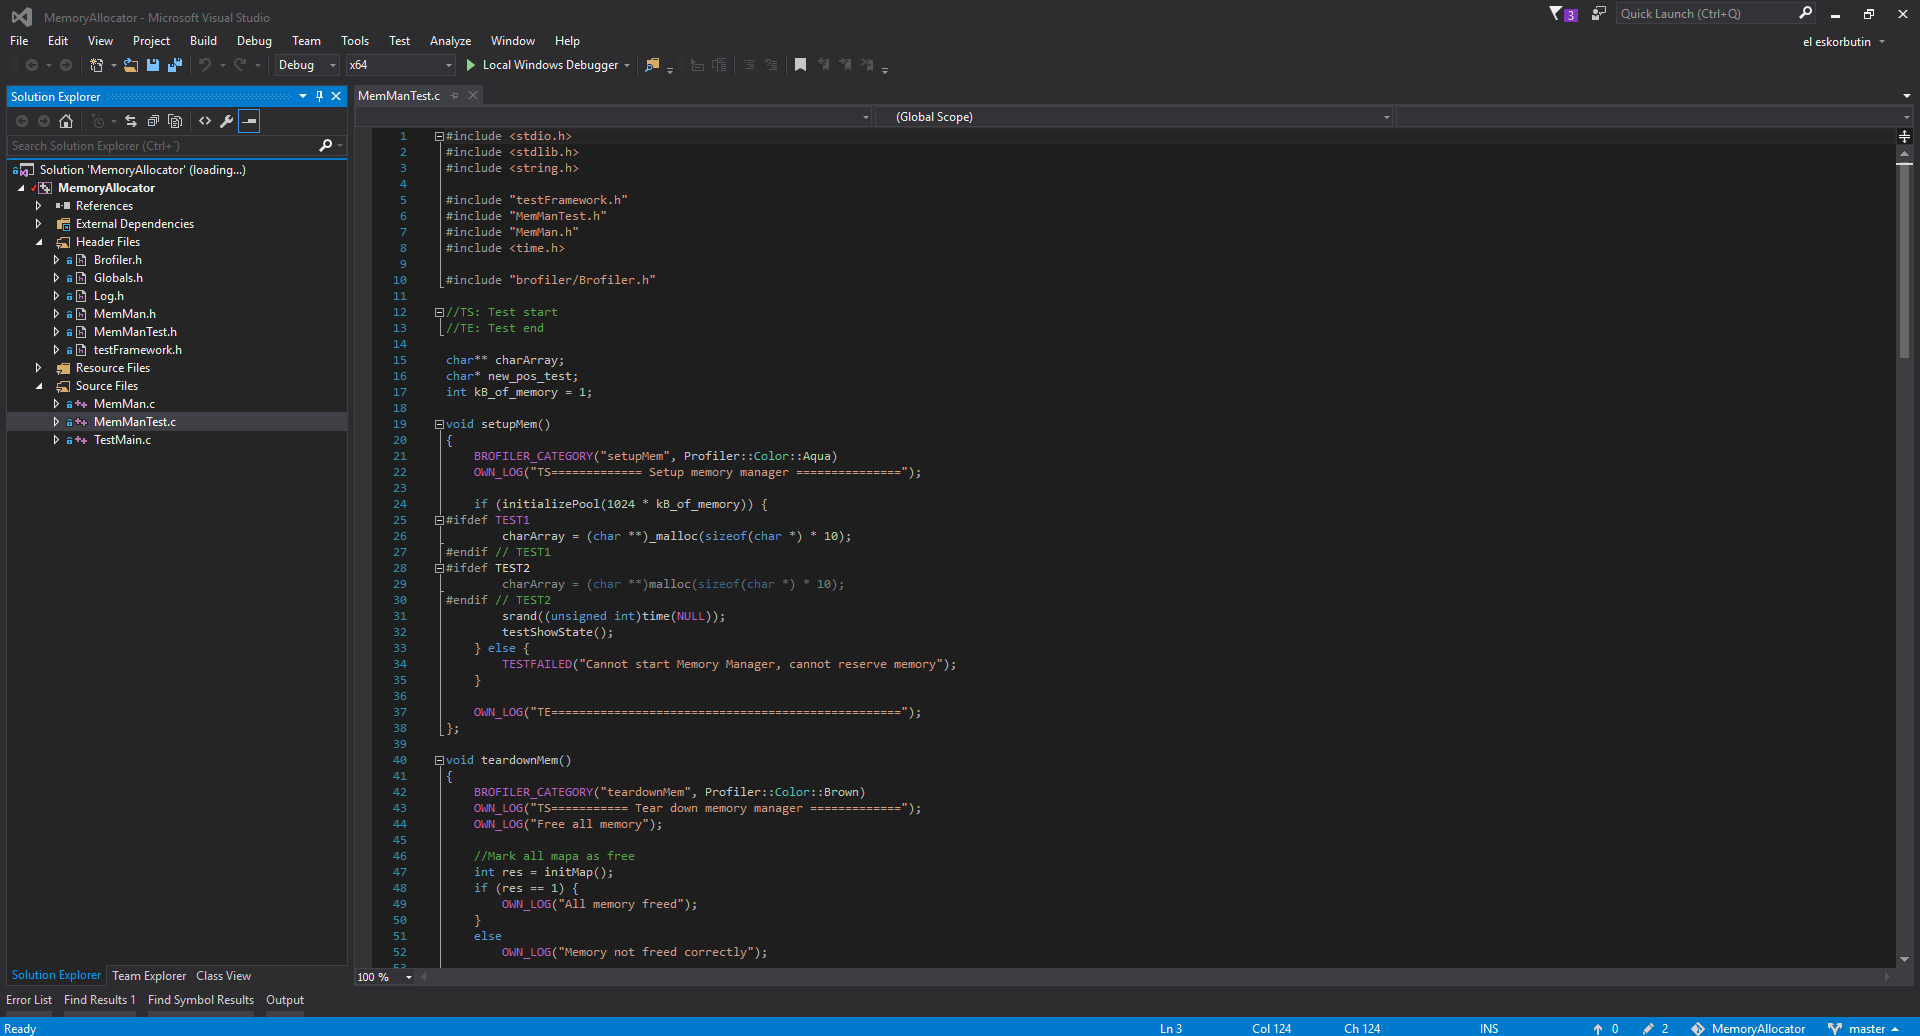 MemoryAllocator - Microsoft Visual Studio
3
Quick Launch (Ctrl+Q)
File Edit View Project Build Debug Team Tools Test Analyze Window Help
el eskorbutin
Debug x64 Local Windows Debugger
Solution Explorer
MemManTest.c
(Global Scope)
Search Solution Explorer (Ctrl+¨)
Solution 'MemoryAllocator' (loading...)
MemoryAllocator
References
External Dependencies
Header Files
Brofiler.h
Globals.h
Log.h
MemMan.h
MemManTest.h
testFramework.h
Resource Files
Source Files
MemMan.c
MemManTest.c
TestMain.c
1 #include <stdio.h>
2 #include <stdlib.h>
3 #include <string.h>
4
5 #include "testFramework.h"
6 #include "MemManTest.h"
7 #include "MemMan.h"
8 #include <time.h>
9
10 #include "brofiler/Brofiler.h"
11
12 //TS: Test start
13 //TE: Test end
14
15 char** charArray;
16 char* new_pos_test;
17 int kB_of_memory = 1;
18
19 void setupMem()
20 {
21 BROFILER_CATEGORY("setupMem", Profiler::Color::Aqua)
22 OWN_LOG("TS============= Setup memory manager ===============");
23
24 if (initializePool(1024 * kB_of_memory)) {
25 #ifdef TEST1
26 charArray = (char **)_malloc(sizeof(char *) * 10);
27 #endif // TEST1
28 #ifdef TEST2
29 charArray = (char **)malloc(sizeof(char *) * 10);
30 #endif // TEST2
31 srand((unsigned int)time(NULL));
32 testShowState();
33 } else {
34 TESTFAILED("Cannot start Memory Manager, cannot reserve memory");
35 }
36
37 OWN_LOG("TE==================================================");
38 };
39
40 void teardownMem()
41 {
42 BROFILER_CATEGORY("teardownMem", Profiler::Color::Brown)
43 OWN_LOG("TS=========== Tear down memory manager =============");
44 OWN_LOG("Free all memory");
45
46 //Mark all mapa as free
47 int res = initMap();
48 if (res == 1) {
49 OWN_LOG("All memory freed");
50 }
51 else
52 OWN_LOG("Memory not freed correctly");
53
Solution Explorer Team Explorer Class View
100 %
Error List Find Results 1 Find Symbol Results Output
Ready Ln 3 Col 124 Ch 124 INS 0 2 MemoryAllocator master